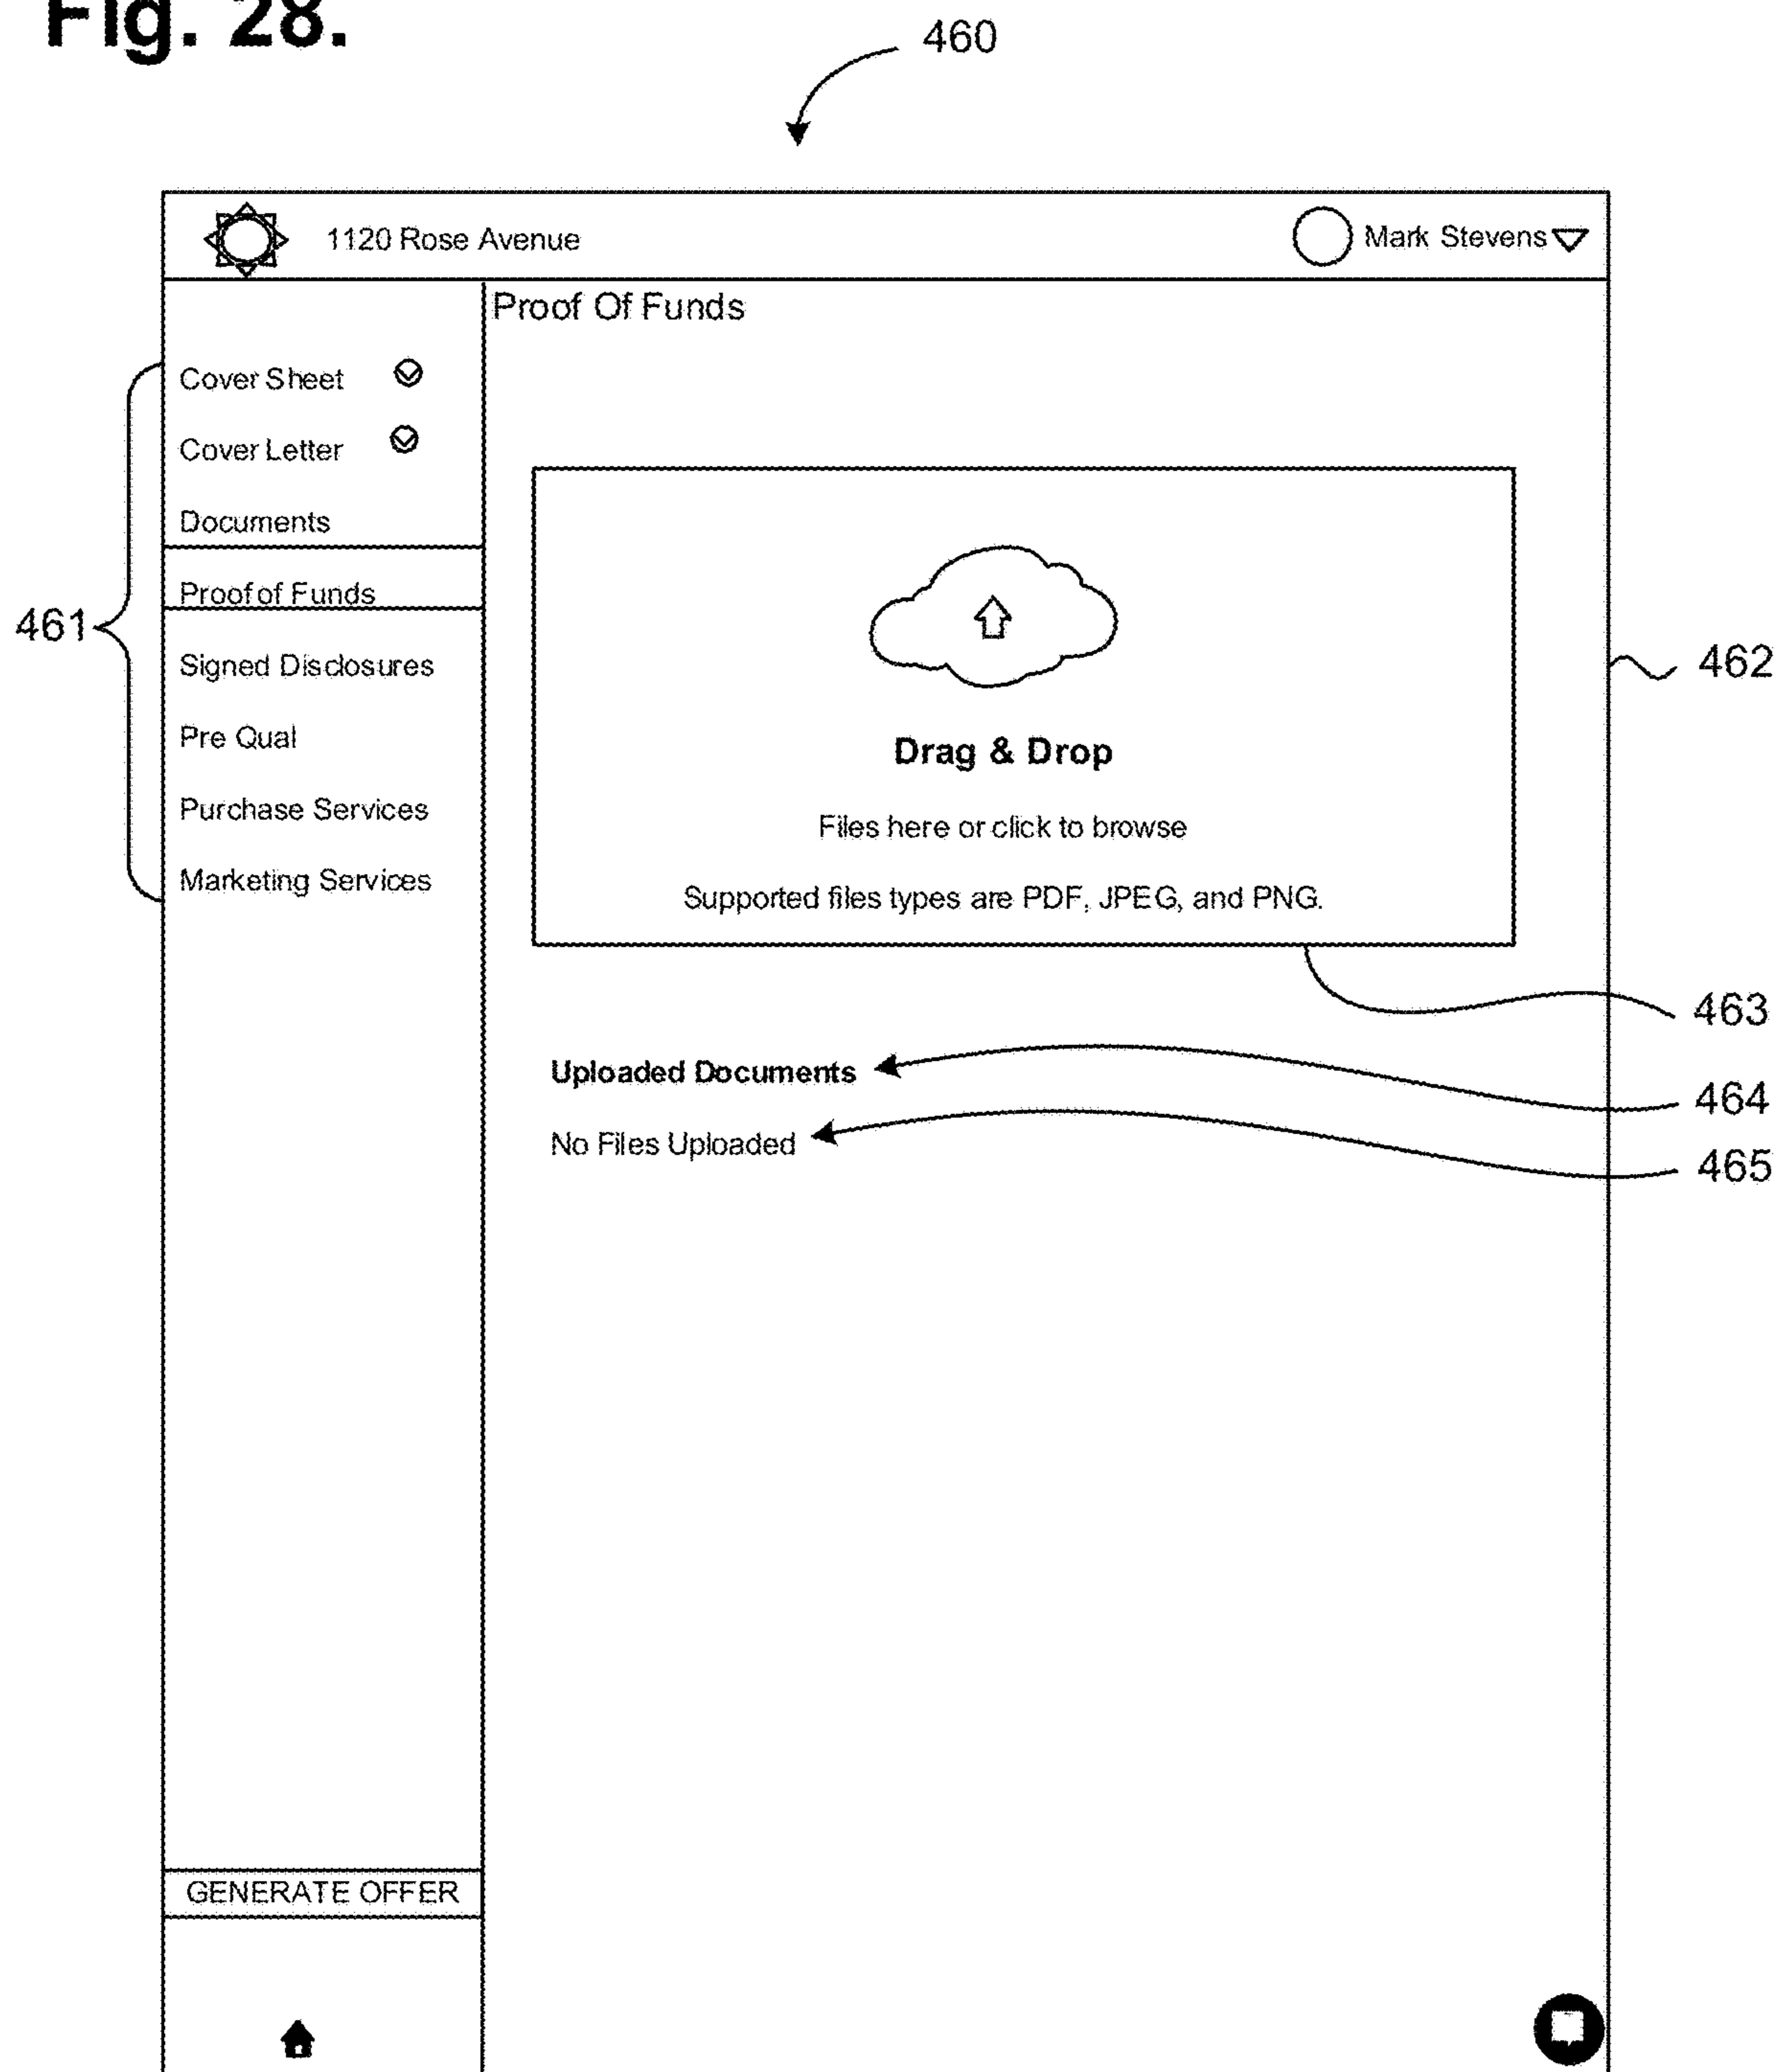 Fig. 28.
460
1120 Rose Avenue
Mark Stevens
Proof Of Funds
Cover Sheet
Cover Letter
Documents
Proof of Funds
461
Signed Disclosures
462
Pre Qual
Drag & Drop
Purchase Services
Files here or click to browse
Marketing Services
Supported files types are PDF, JPEG, and PNG.
463
Uploaded Documents
464
No Files Uploaded
465
GENERATE OFFER